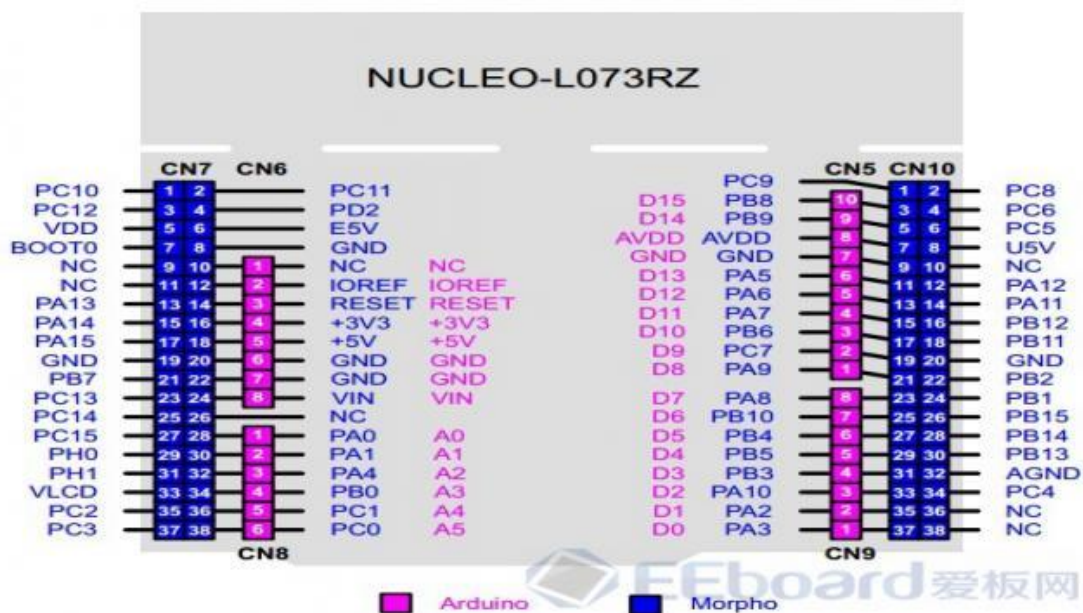 NUCLEO-L073RZ
CN7 CN6 CN5 CN10
PC9
PC10 1 2 PC11 1 2 PC8
PC12 3 4 PD2 D15 PB8 10 3 4 PC6
VDD 5 6 E5V D14 PB9 9 5 6 PC5
BOOT0 7 8 GND AVDD AVDD 8 7 8 U5V
NC 9 10 1 NC NC GND GND 7 9 10 NC
NC 11 12 2 IOREF IOREF D13 PA5 6 11 12 PA12
PA13 13 14 3 RESET RESET D12 PA6 5 13 14 PA11
PA14 15 16 4 +3V3 +3V3 D11 PA7 4 15 16 PB12
PA15 17 18 5 +5V +5V D10 PB6 3 17 18 PB11
GND 19 20 6 GND GND D9 PC7 2 19 20 GND
PB7 21 22 7 GND GND D8 PA9 1 21 22 PB2
PC13 23 24 8 VIN VIN D7 PA8 8 23 24 PB1
PC14 25 26 NC D6 PB10 7 25 26 PB15
PC15 27 28 1 PA0 A0 D5 PB4 6 27 28 PB14
PH0 29 30 2 PA1 A1 D4 PB5 5 29 30 PB13
PH1 31 32 3 PA4 A2 D3 PB3 4 31 32 AGND
VLCD 33 34 4 PB0 A3 D2 PA10 3 33 34 PC4
PC2 35 36 5 PC1 A4 D1 PA2 2 35 36 NC
PC3 37 38 6 PC0 A5 D0 PA3 1 37 38 NC
CN8 CN9
EEboard 爱板网
Arduino Morpho